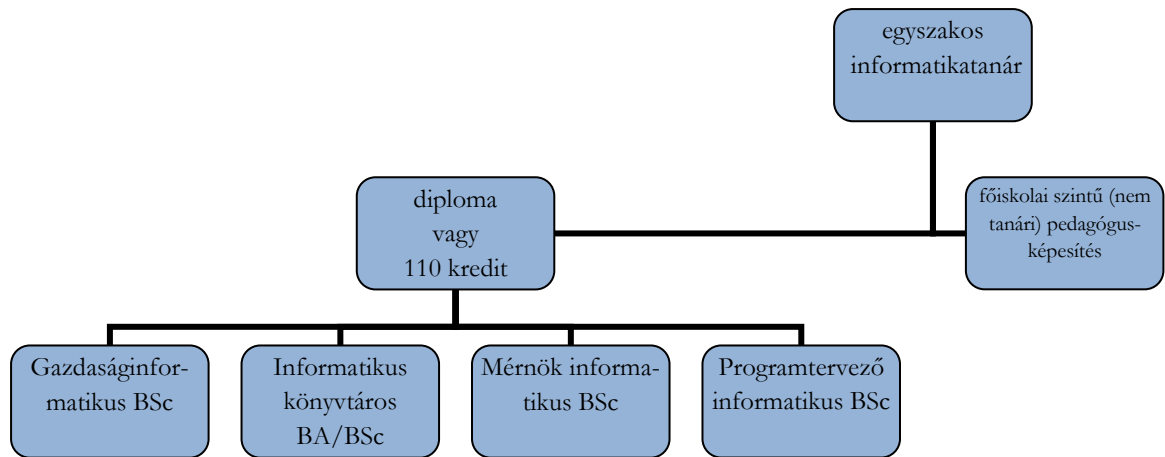 egyszakos
informatikatanár
diploma
vagy
110 kredit
főiskolai szintű (nem
tanári) pedagógus-
képesítés
Gazdaságinfor-
matikus BSc
Informatikus
könyvtáros
BA/BSc
Mérnök informa-
tikus BSc
Programtervező
informatikus BSc